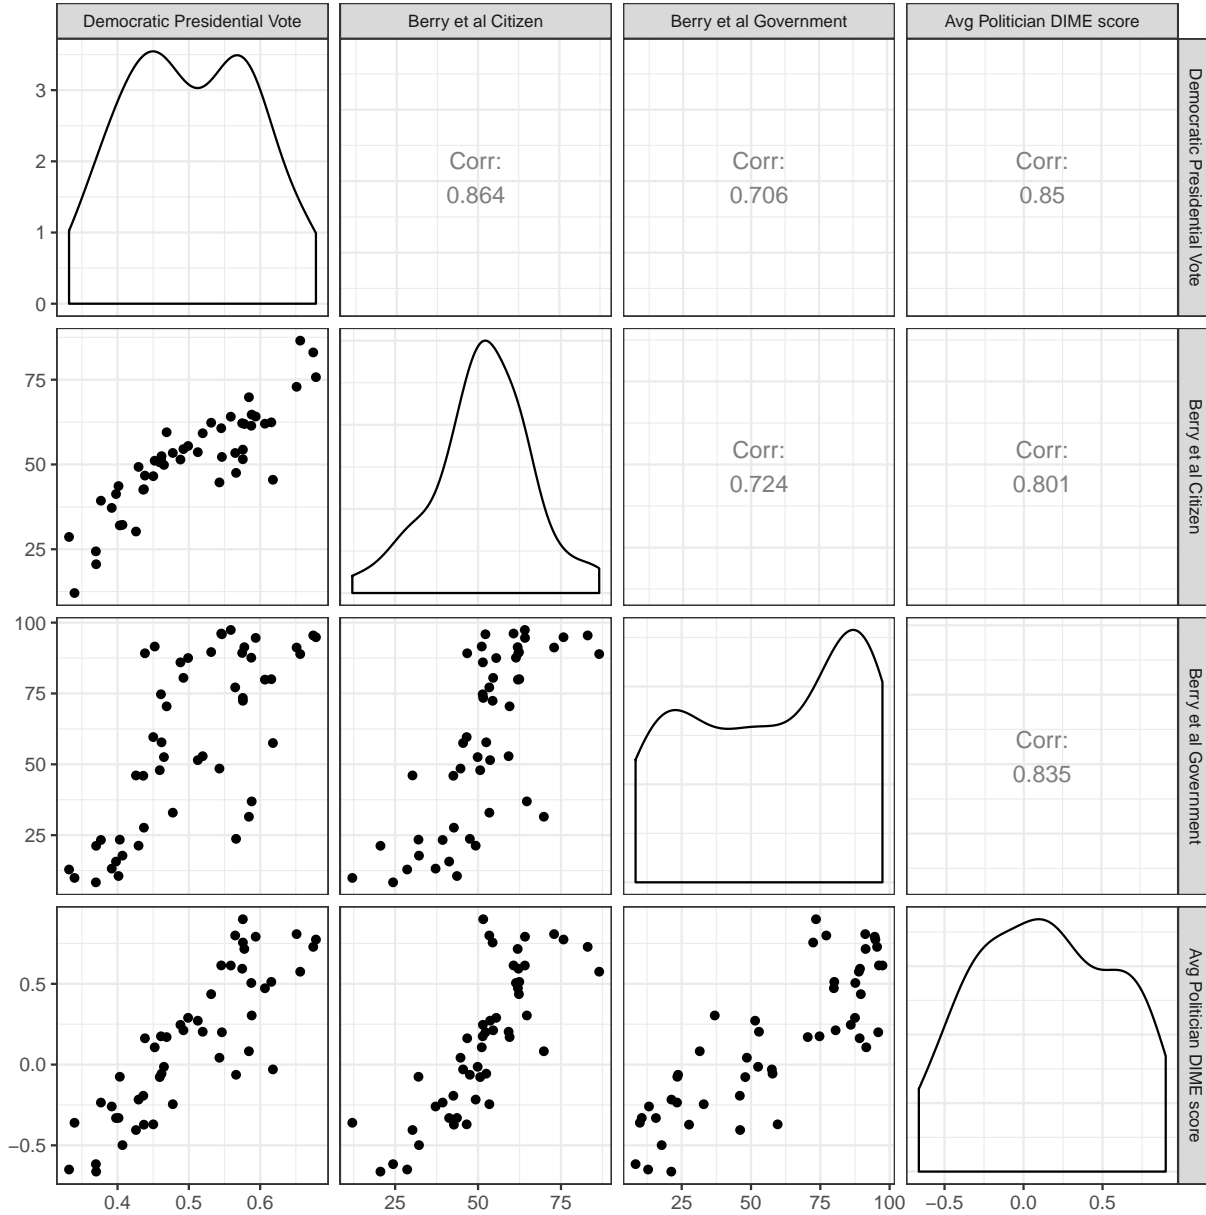 Democratic Presidential Vote
Berry et al Citizen
Berry et al Government
Avg Politician DIME score
3
2
1
0
Corr:
0.864
Corr:
0.706
Corr:
0.85
Democratic Presidential Vote
75
50
25
Corr:
0.724
Corr:
0.801
Berry et al Citizen
100
75
50
25
Corr:
0.835
Berry et al Government
0.5
0.0
−0.5
Avg Politician DIME score
0.4
0.5
0.6
25
50
75
25
50
75
100
−0.5
0.0
0.5